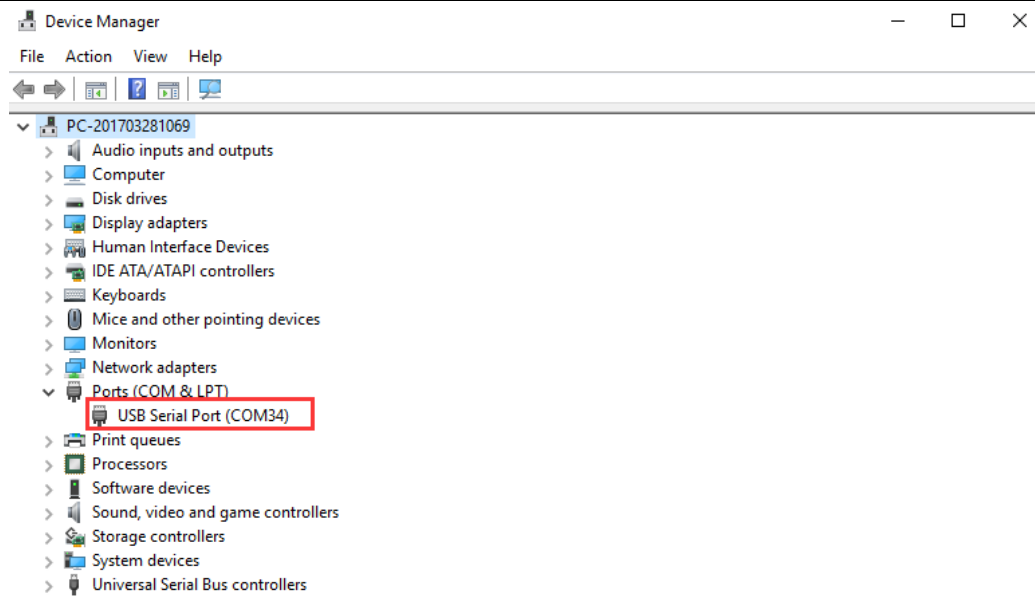 Device Manager
File Action View Help
PC-201703281069
Audio inputs and outputs
Computer
Disk drives
Display adapters
Human Interface Devices
IDE ATA/ATAPI controllers
Keyboards
Mice and other pointing devices
Monitors
Network adapters
Ports (COM & LPT)
USB Serial Port (COM34)
Print queues
Processors
Software devices
Sound, video and game controllers
Storage controllers
System devices
Universal Serial Bus controllers